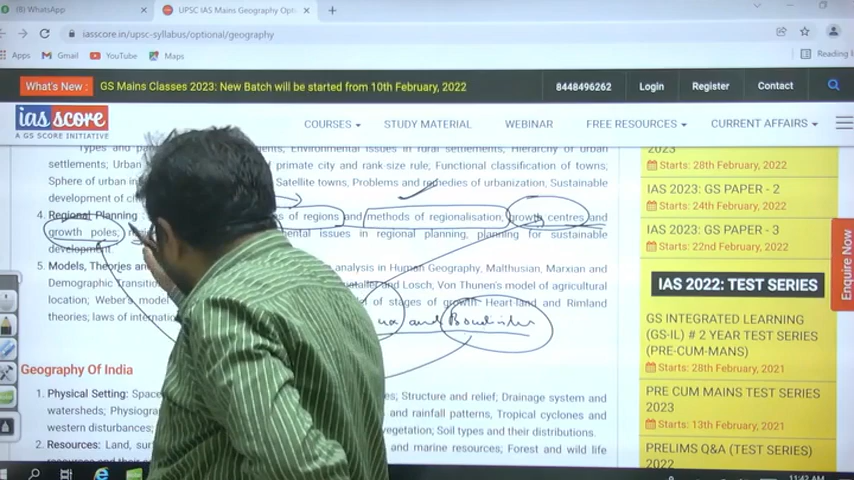 (8) WhatsApp
UPSC IAS Mains Geography Opti
iasscore.in/upsc-syllabus/optional/geography
Apps
Gmail
YouTube
Maps
Reading li
What's New :
GS Mains Classes 2023: New Batch will be started from 10th February, 2022
8448496262
Login
Register
Contact
ias score
A GS SCORE INITIATIVE
COURSES
STUDY MATERIAL
WEBINAR
FREE RESOURCES
CURRENT AFFAIRS
Types and Environmental issues in rural settlements; Hierarchy of urban
settlements; Urban of primate city and rank-size rule, Functional classification of towns;
Sphere of urban Satellite towns, Problems and remedies of urbanization, Sustainable
development of
4. Regional Planning : of regions and methods of regionalisation, growth centres and
growth poles; issues in regional planning, planning for sustainable
development.
5. Models, Theories and analysis in Human Geography, Malthusian, Marxian and
Demographic and Losch, Von Thunen's model of agricultural
location; Weber's model of stages of growth. Heart-land and Rimland
theories; laws of
and Boudeville
Geography Of India
1. Physical Setting: Structure and relief; Drainage system and
watersheds; and rainfall patterns, Tropical cyclones and
western disturbances; vegetation; Soil types and their distributions.
2. Resources: Land, and marine resources; Forest and wild life
2023
Starts: 28th February, 2022
IAS 2023: GS PAPER - 2
Starts: 24th February, 2022
IAS 2023: GS PAPER - 3
Starts: 22nd February, 2022
Enquire Now
IAS 2022: TEST SERIES
GS INTEGRATED LEARNING
(GS-IL) # 2 YEAR TEST SERIES
(PRE-CUM-MANS)
Starts: 28th February, 2021
PRE CUM MAINS TEST SERIES
2023
Starts: 13th February, 2021
PRELIMS Q&A (TEST SERIES)
2022
11:42 AM